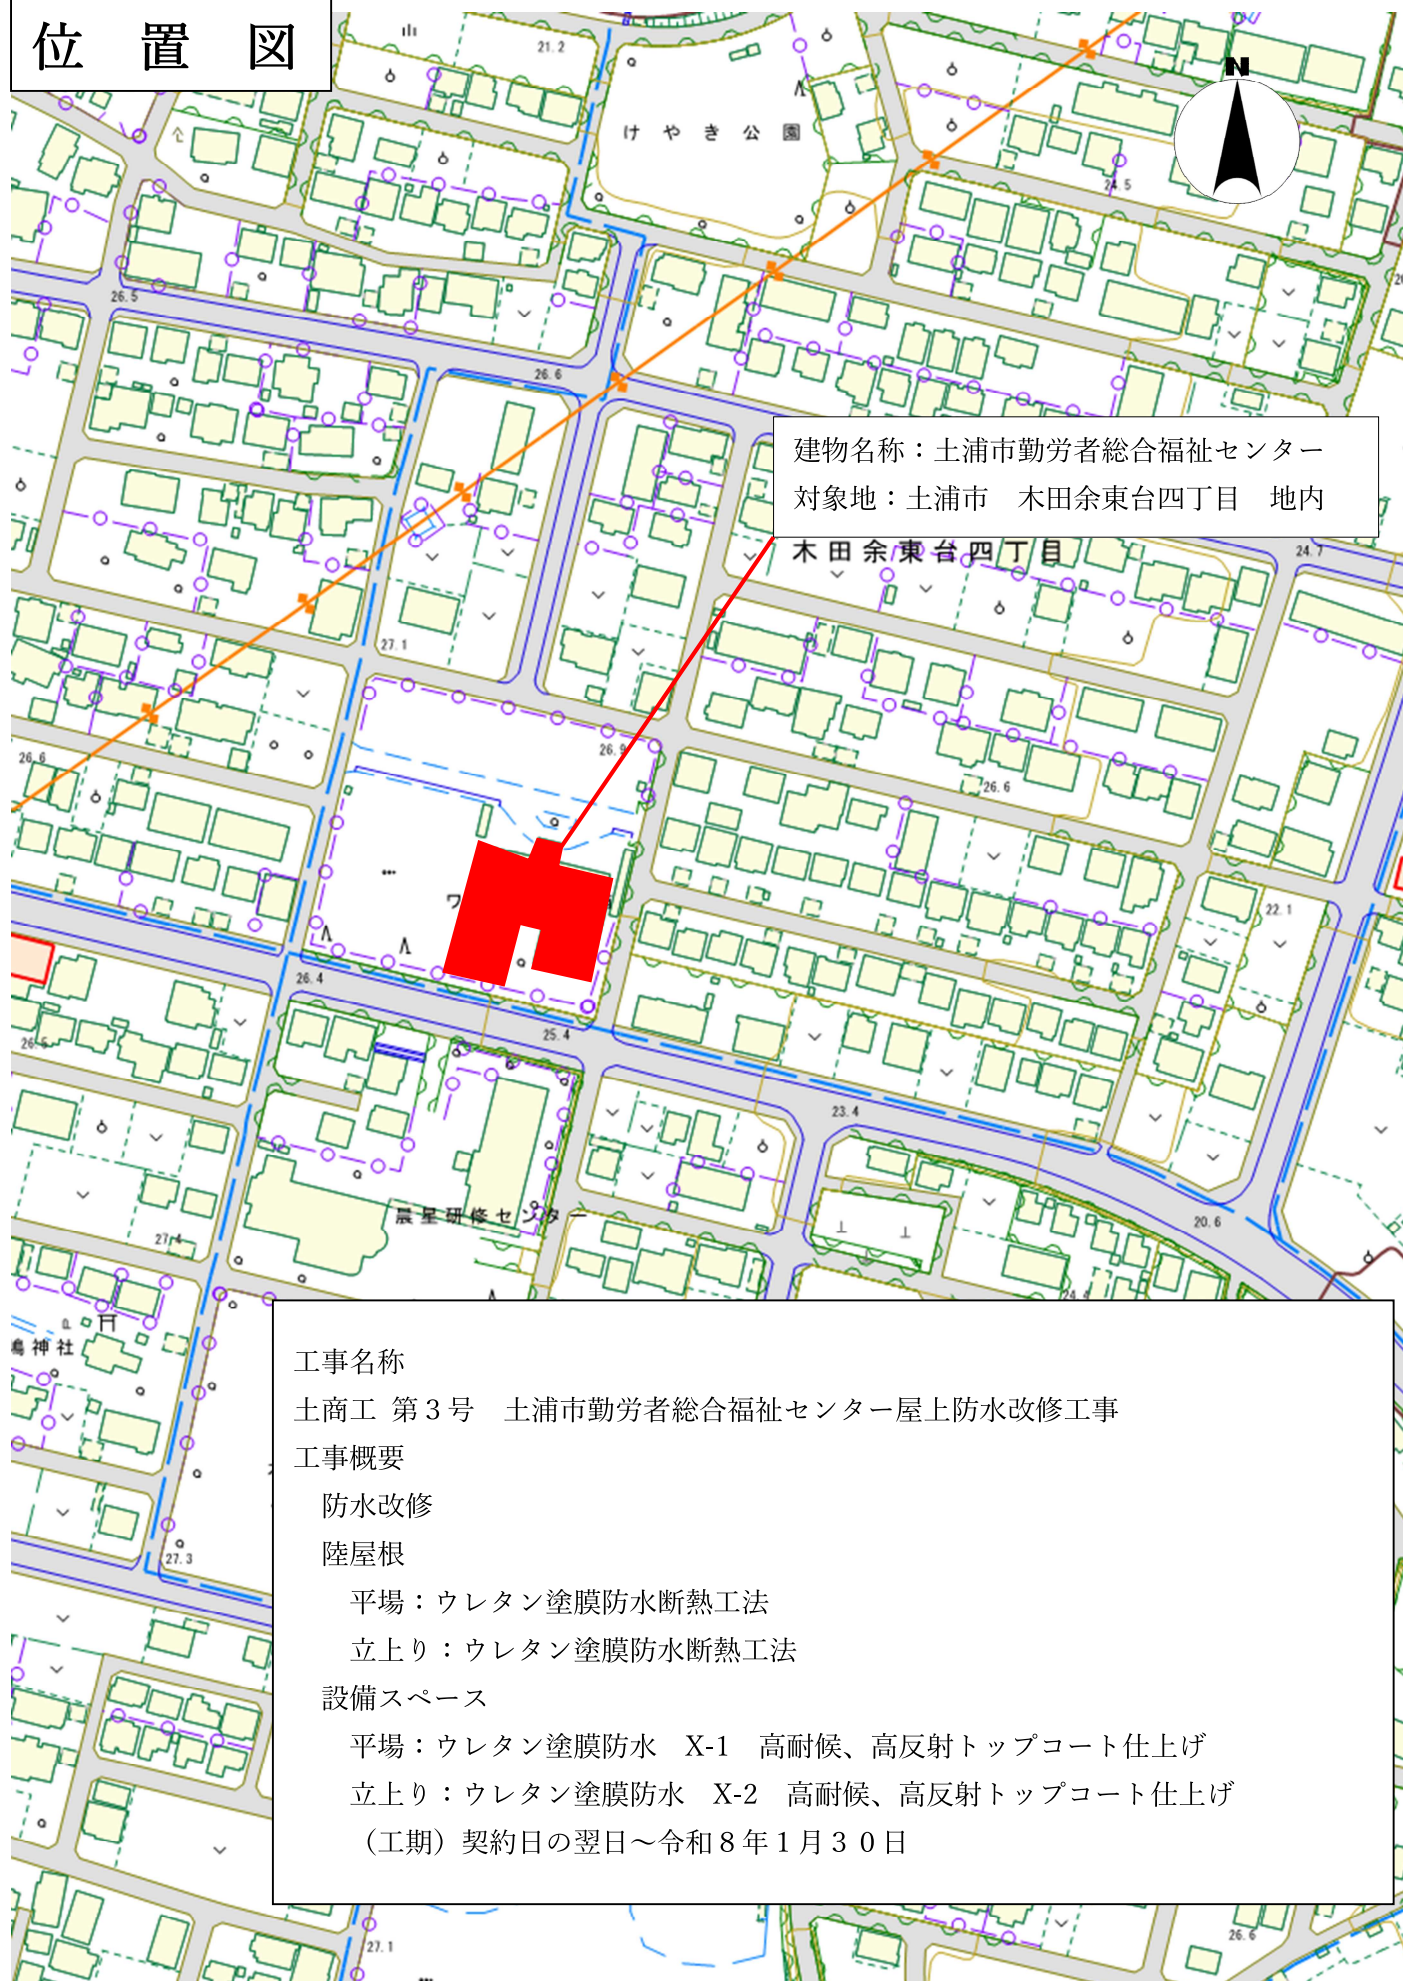 位　置　図
21.2
N
けやき公園
24.5
26.5
26.6
建物名称：土浦市勤労者総合福祉センター
対象地：土浦市　木田余東台四丁目　地内
木田余東台四丁目
24.7
27.1
26.9
26.6
26.6
ワ
22.1
26.4
25.4
26.5
23.4
晨星研修センター
20.6
27.4
24.4
神社
27.3
工事名称
土商工 第３号　土浦市勤労者総合福祉センター屋上防水改修工事
工事概要
防水改修
陸屋根
平場：ウレタン塗膜防水断熱工法
立上り：ウレタン塗膜防水断熱工法
設備スペース
平場：ウレタン塗膜防水　X-1　高耐候、高反射トップコート仕上げ
立上り：ウレタン塗膜防水　X-2　高耐候、高反射トップコート仕上げ
（工期）契約日の翌日～令和８年１月３０日
27.1
26.6